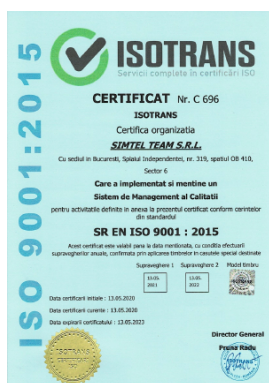 ISO 9001:2015
ISOTRANS
Servicii complete in certificări ISO
CERTIFICAT Nr. C 696
ISOTRANS
Certifica organizatia
SIMTEL TEAM S.R.L.
Cu sediul in Bucuresti, Splaiul Independentei, nr. 319, spatiul OB 410,
Sector 6
Care a implementat si mentine un
Sistem de Management al Calitatii
pentru activitatile definite in anexa la prezentul certificat conform cerintelor
din standardul
SR EN ISO 9001 : 2015
Acest certificat este valabil pana la data mentionata, cu conditia efectuarii
supravegherilor anuale, confirmata prin aplicarea timbrelor in casutele special destinate
Supraveghere 1 Supraveghere 2 Model timbru
13.05.
2021
13.05.
2022
Data certificarii initiale : 13.05.2020
Data certificarii curente : 13.05.2020
Data expirarii certificatului : 13.05.2023
Director General
Preda Radu
ISOTRANS